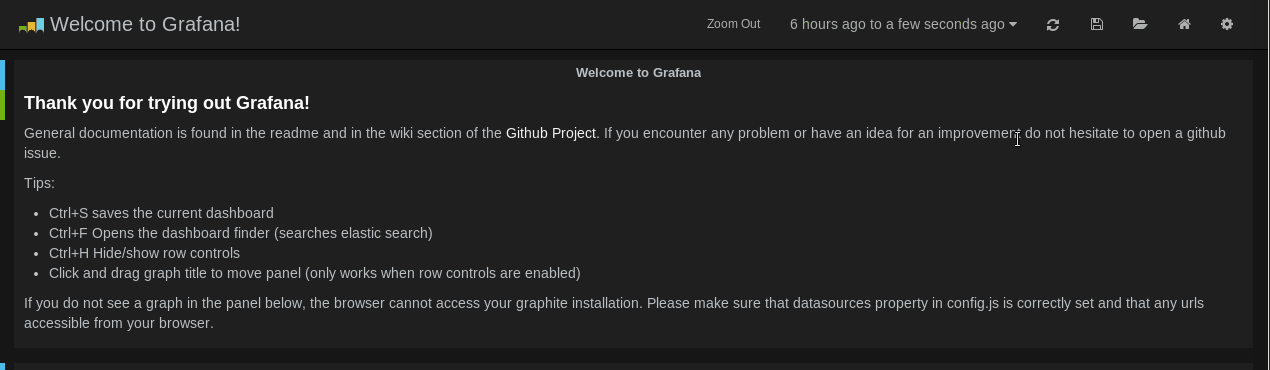 Welcome to Grafana!
Zoom Out
6 hours ago to a few seconds ago
Welcome to Grafana
Thank you for trying out Grafana!
General documentation is found in the readme and in the wiki section of the Github Project. If you encounter any problem or have an idea for an improvement do not hesitate to open a github
issue.
Tips:
• Ctrl+S saves the current dashboard
• Ctrl+F Opens the dashboard finder (searches elastic search)
• Ctrl+H Hide/show row controls
• Click and drag graph title to move panel (only works when row controls are enabled)
If you do not see a graph in the panel below, the browser cannot access your graphite installation. Please make sure that datasources property in config.js is correctly set and that any urls
accessible from your browser.